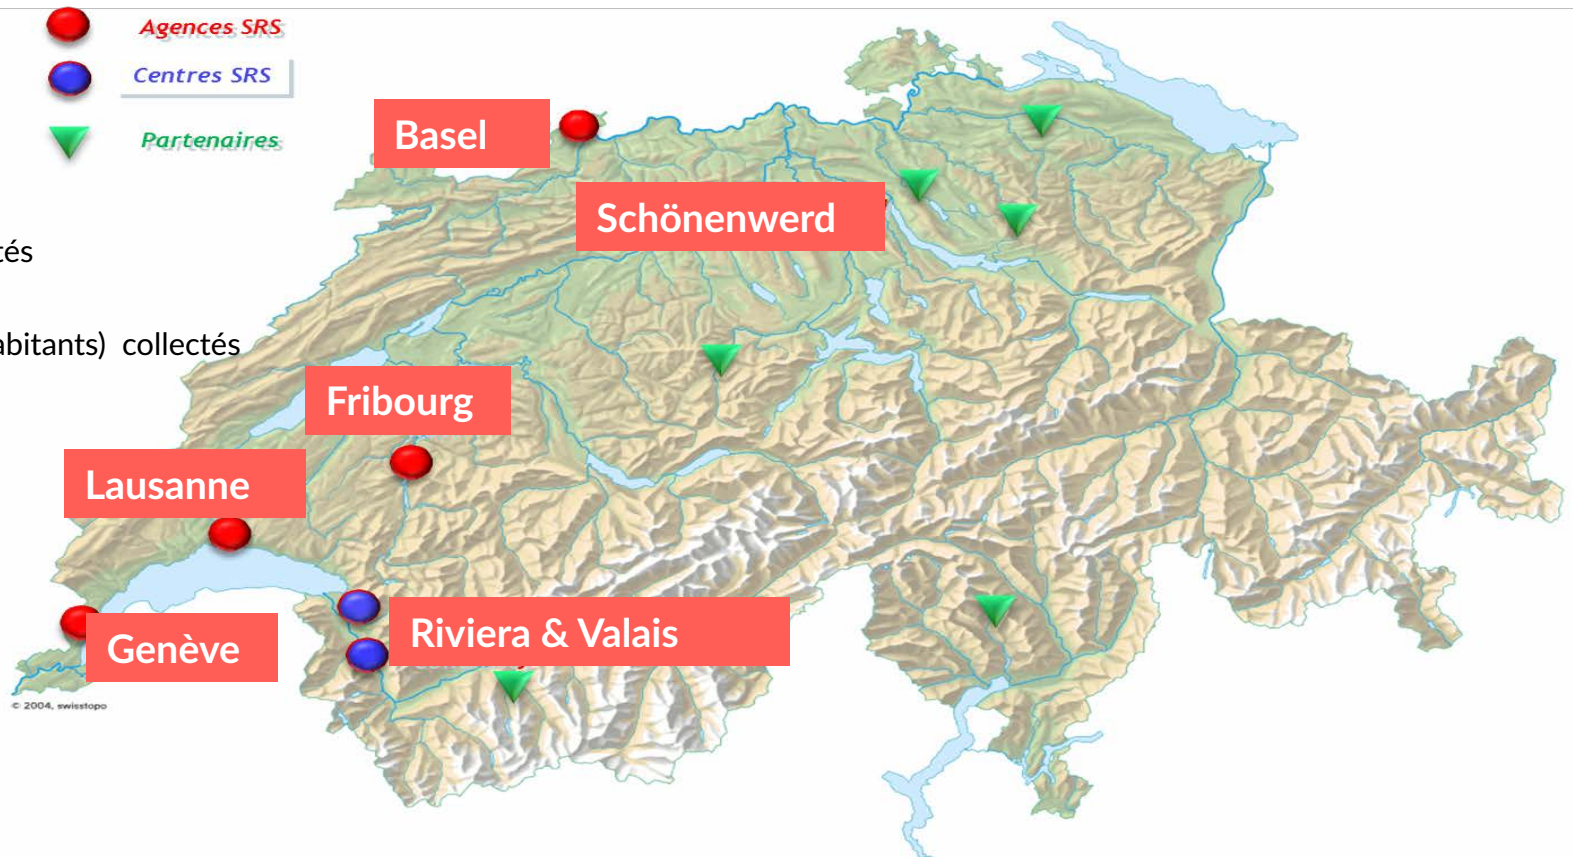 Agences SRS
Centres SRS
Partenaires
Basel
Schönenwerd
tés
abitants) collectés
Fribourg
Lausanne
Riviera & Valais
Genève
© 2004, swisstopo